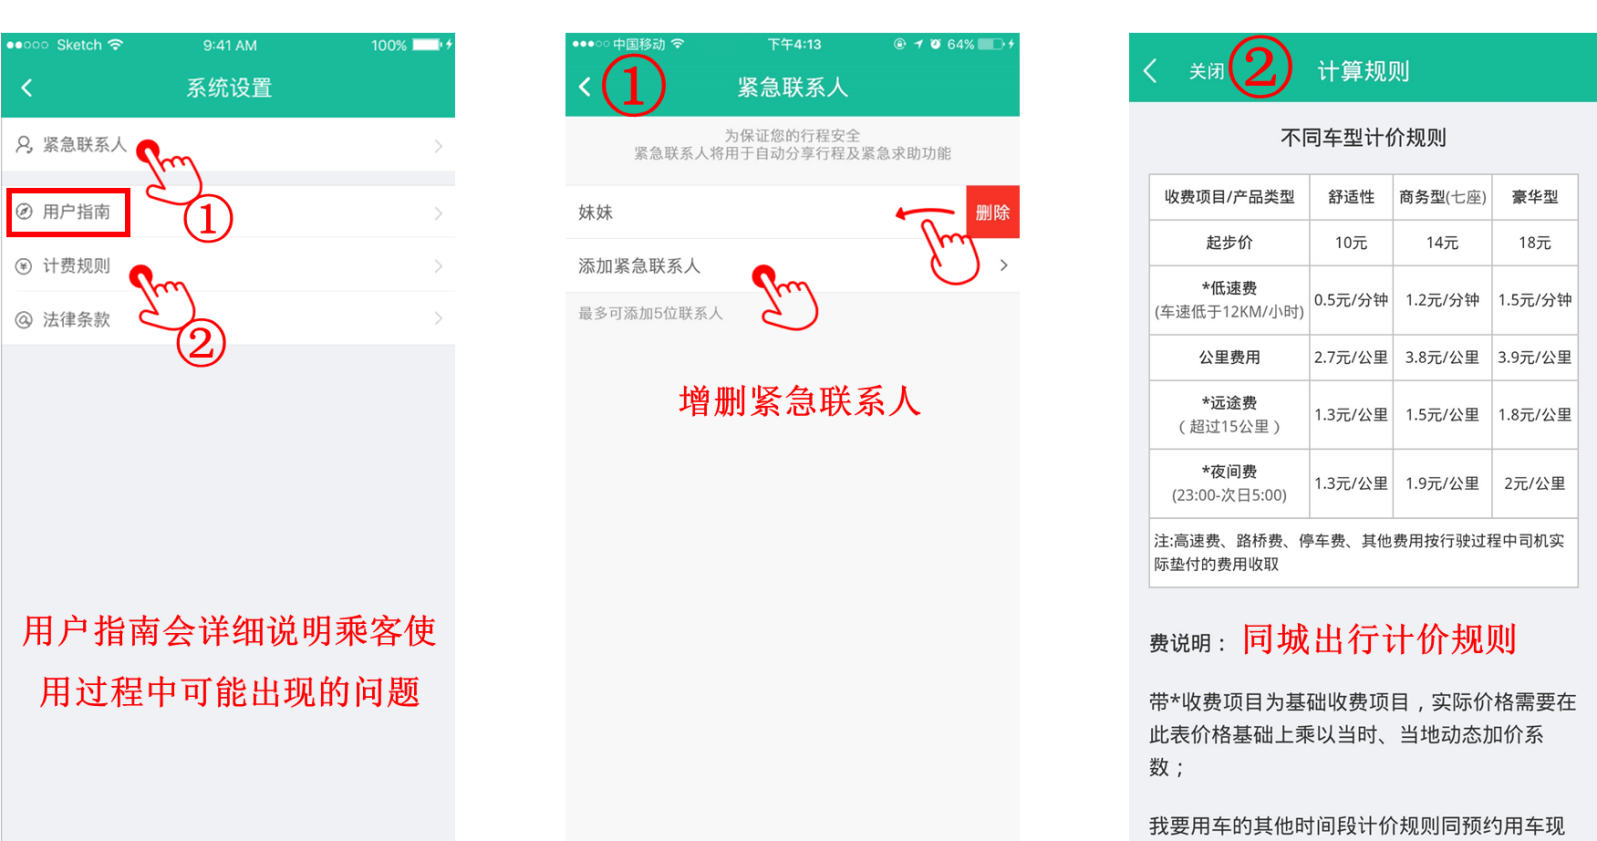 Sketch 9:41 AM 100%
系统设置
紧急联系人
①
用户指南
计费规则
②
法律条款
用户指南会详细说明乘客使
用过程中可能出现的问题
中国移动 下午4:13 64%
①
紧急联系人
为保证您的行程安全
紧急联系人将用于自动分享行程及紧急求助功能
妹妹 删除
添加紧急联系人
最多可添加5位联系人
增删紧急联系人
关闭 ② 计算规则
不同车型计价规则
收费项目/产品类型 舒适性 商务型(七座) 豪华型
起步价 10元 14元 18元
*低速费
(车速低于12KM/小时) 0.5元/分钟 1.2元/分钟 1.5元/分钟
公里费用 2.7元/公里 3.8元/公里 3.9元/公里
*远途费
(超过15公里) 1.3元/公里 1.5元/公里 1.8元/公里
*夜间费
(23:00-次日5:00) 1.3元/公里 1.9元/公里 2元/公里
注:高速费、路桥费、停车费、其他费用按行驶过程中司机实
际垫付的费用收取
费说明： 同城出行计价规则
带*收费项目为基础收费项目，实际价格需要在
此表价格基础上乘以当时、当地动态加价系
数；
我要用车的其他时间段计价规则同预约用车现